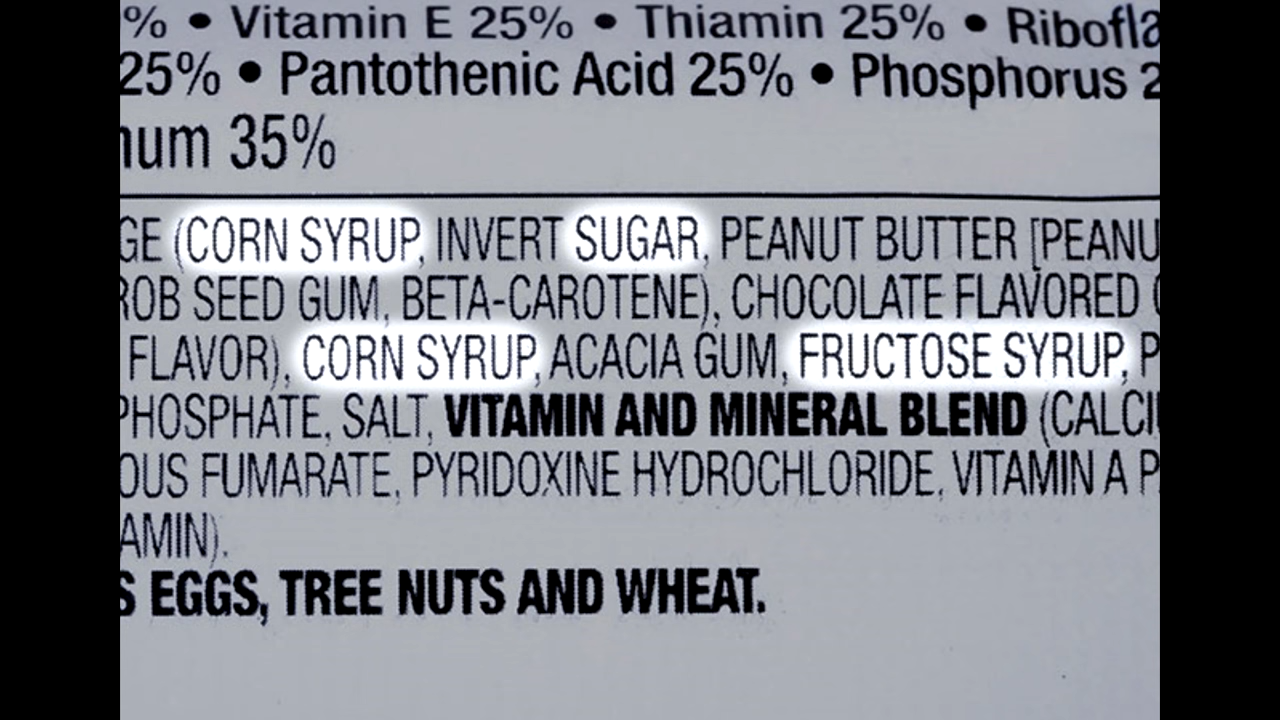 % • Vitamin E 25% • Thiamin 25% • Ribofla
25% • Pantothenic Acid 25% • Phosphorus 2
num 35%
GE (CORN SYRUP, INVERT SUGAR, PEANUT BUTTER [PEANU
ROB SEED GUM, BETA-CAROTENE), CHOCOLATE FLAVORED
FLAVOR), CORN SYRUP, ACACIA GUM, FRUCTOSE SYRUP, P
PHOSPHATE, SALT, VITAMIN AND MINERAL BLEND (CALCI
OUS FUMARATE, PYRIDOXINE HYDROCHLORIDE, VITAMIN A P
AMIN).
S EGGS, TREE NUTS AND WHEAT.